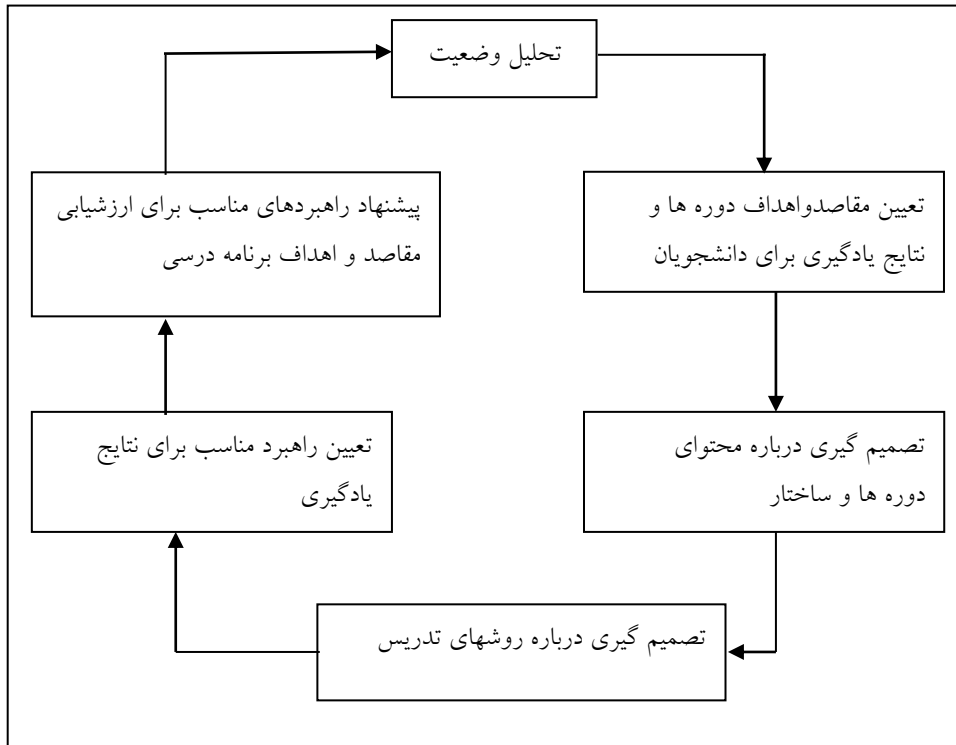 تحلیل وضعیت
تعیین مقاصدواهداف دوره ها و
نتایج یادگیری برای دانشجویان
تصمیم گیری درباره محتوای
دوره ها و ساختار
تصمیم گیری درباره روشهای تدریس
تعیین راهبرد مناسب برای نتایج
یادگیری
پیشنهاد راهبردهای مناسب برای ارزشیابی
مقاصد و اهداف برنامه درسی